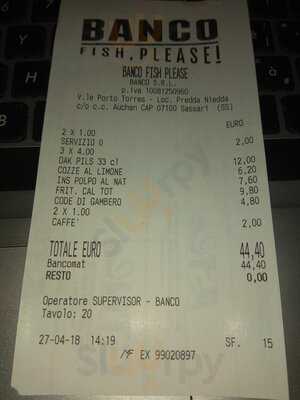 BANCO
FISH, PLEASE!
BANCO FISH PLEASE
BANCO S.R.L.
p.Iva 10081250960
V.le Porto Torres - Loc. Predda Niedda
c/o c.c. Auchan CAP 07100 Sassari (SS)
EURO
2 X 1.00
SERVIZIO 0 2,00
3 X 4.00
OAK PILS 33 cl 12,00
COZZE AL LIMONE 6,20
INS POLPO AL NAT 7,60
FRIT. CAL TOT 9,80
CODE DI GAMBERO 4,80
2 X 1.00
CAFFE' 2,00
TOTALE EURO 44,40
Bancomat 44,40
RESTO 0,00
Operatore SUPERVISOR - BANCO
Tavolo: 20
27-04-18 14:19 SF. 15
MF EX 99020897